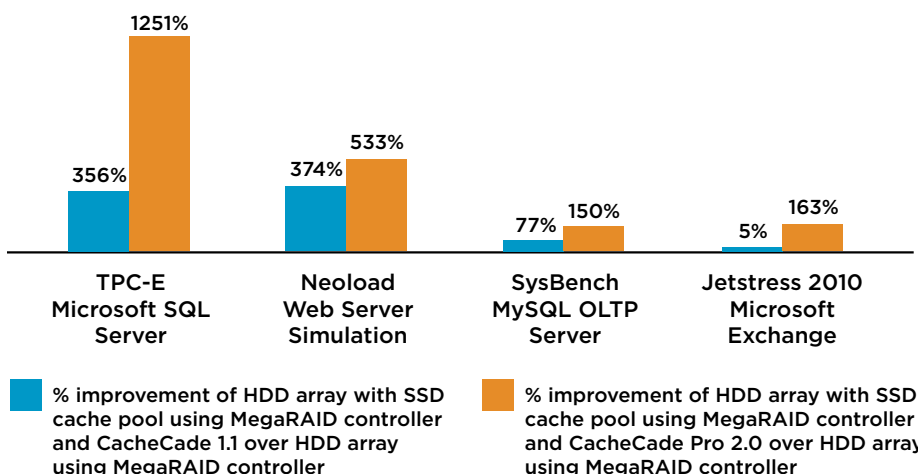 1251%
356%
374%
533%
77%
150%
5%
163%
TPC-E
Microsoft SQL
Server
Neoload
Web Server
Simulation
SysBench
MySQL OLTP
Server
Jetstress 2010
Microsoft
Exchange
% improvement of HDD array with SSD
cache pool using MegaRAID controller
and CacheCade 1.1 over HDD array
using MegaRAID controller
% improvement of HDD array with SSD
cache pool using MegaRAID controller
and CacheCade Pro 2.0 over HDD array
using MegaRAID controller